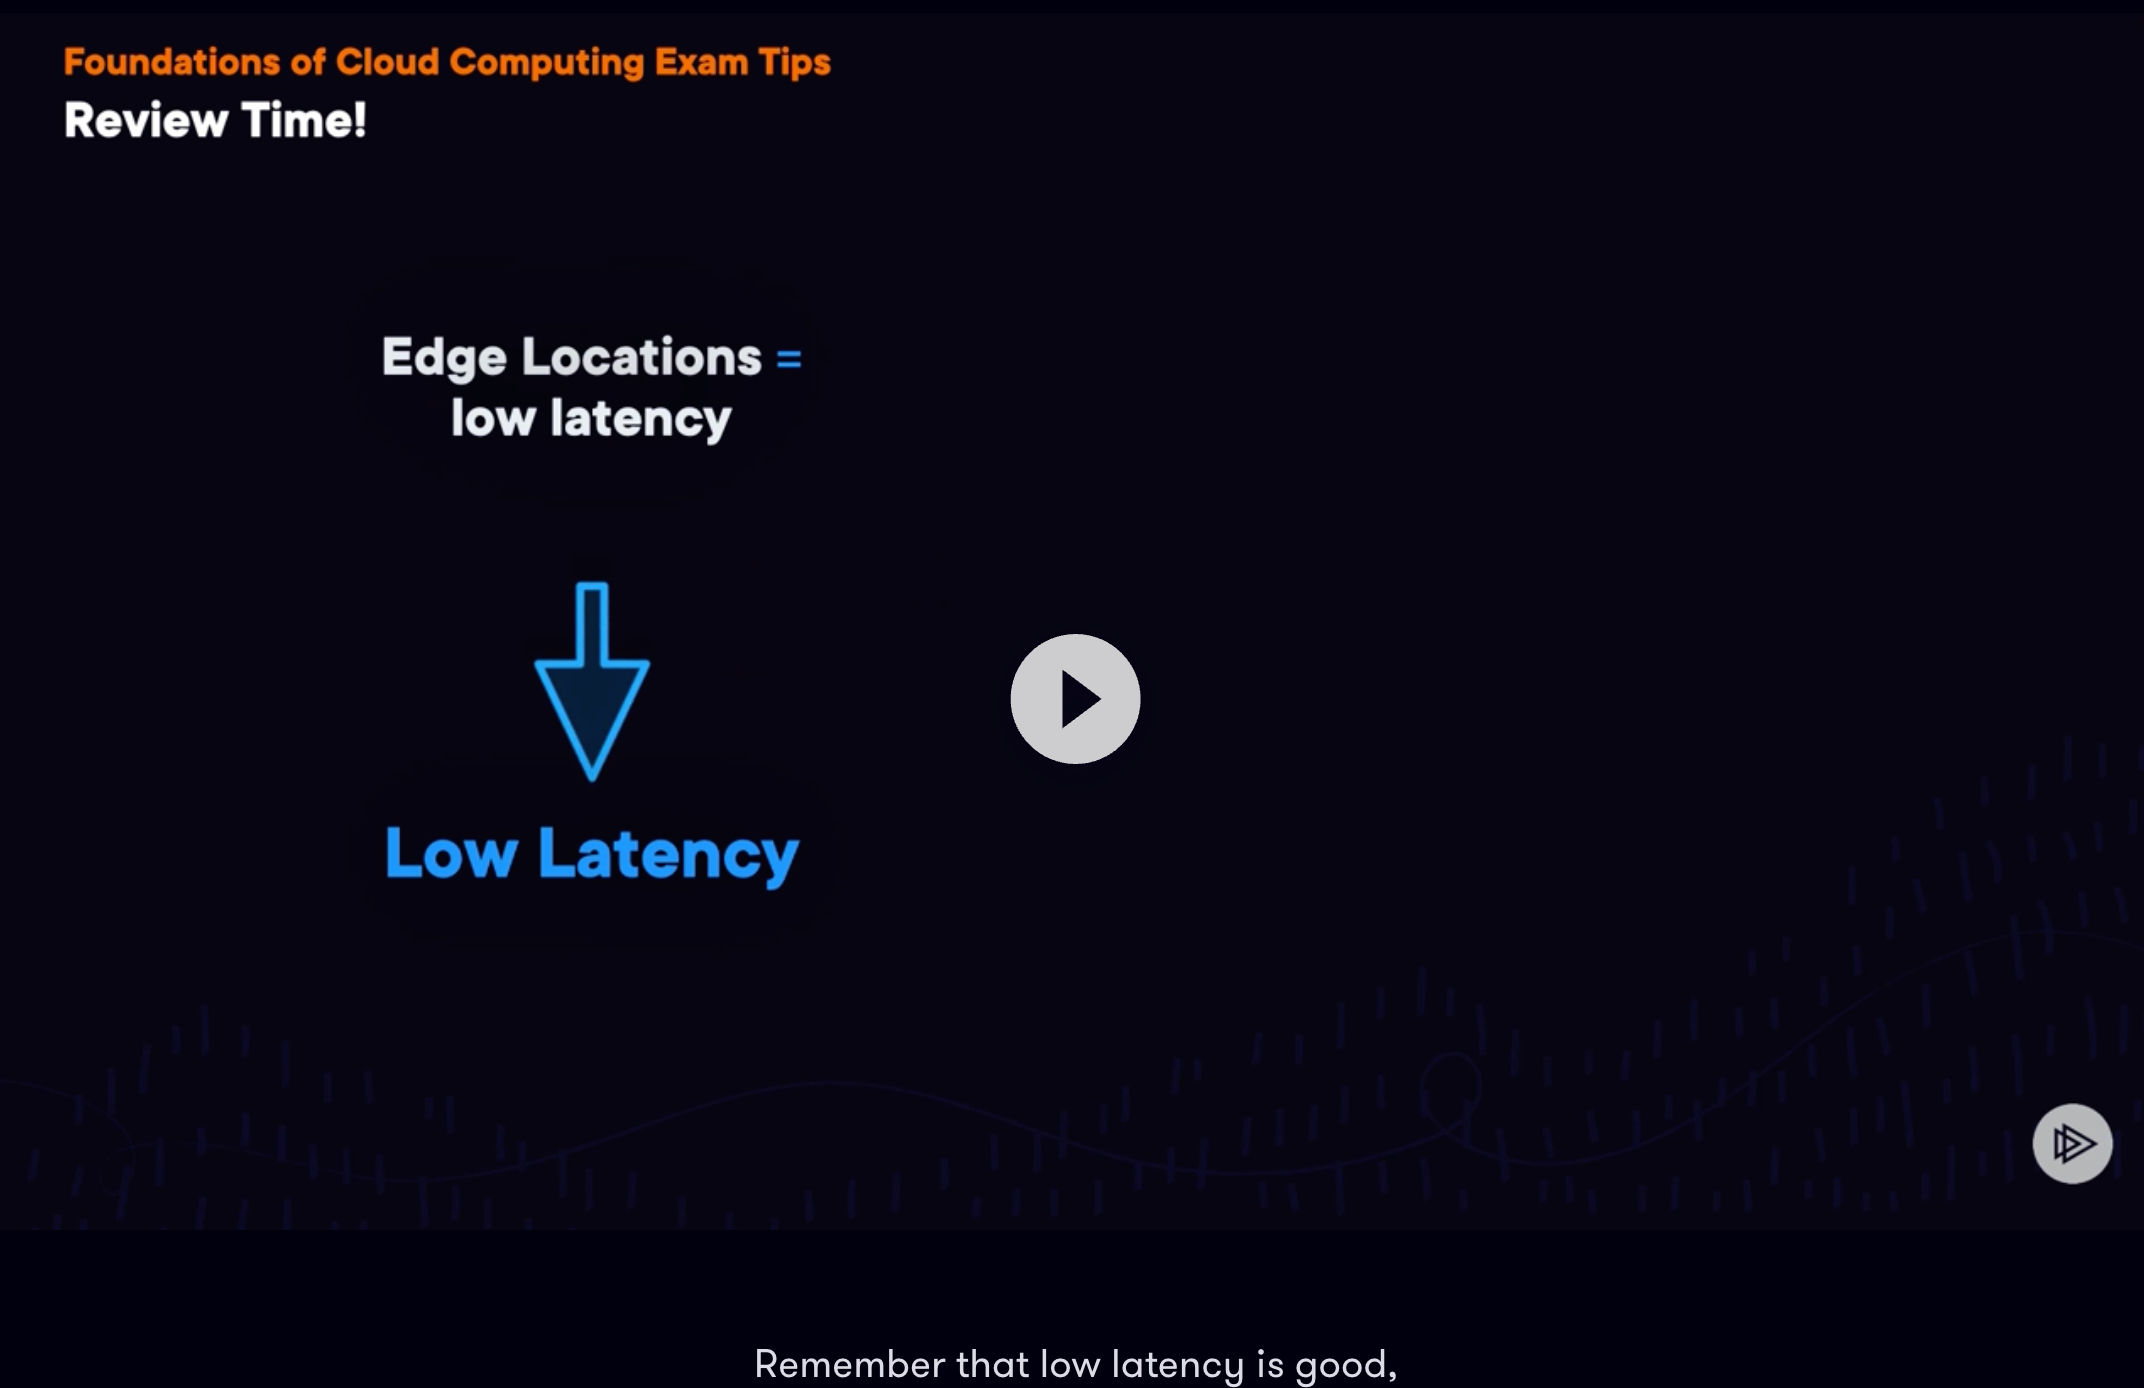 Foundations of Cloud Computing Exam Tips
Review Time!
Edge Locations =
low latency
Low Latency
Remember that low latency is good,